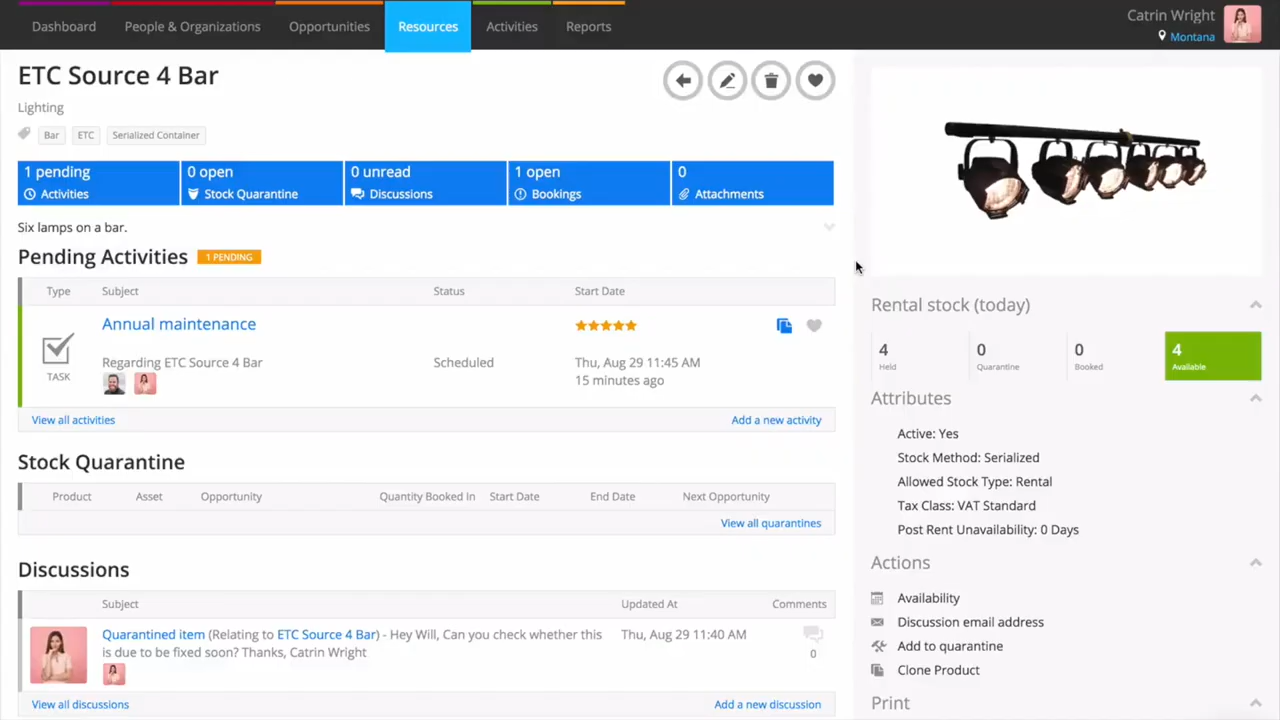 Dashboard People & Organizations Opportunities Resources Activities Reports
Catrin Wright
Montana
ETC Source 4 Bar
Lighting
Bar ETC Serialized Container
1 pending 0 open 0 unread 1 open 0
Activities Stock Quarantine Discussions Bookings Attachments
Six lamps on a bar.
Pending Activities 1 PENDING
Type Subject Status Start Date
Annual maintenance
Regarding ETC Source 4 Bar Scheduled Thu, Aug 29 11:45 AM
TASK 15 minutes ago
View all activities Add a new activity
Stock Quarantine
Product Asset Opportunity Quantity Booked In Start Date End Date Next Opportunity
View all quarantines
Discussions
Subject Updated At Comments
Quarantined item (Relating to ETC Source 4 Bar) - Hey Will, Can you check whether this Thu, Aug 29 11:40 AM
is due to be fixed soon? Thanks, Catrin Wright 0
View all discussions Add a new discussion
Rental stock (today)
4 0 0 4
Held Quarantine Booked Available
Attributes
Active: Yes
Stock Method: Serialized
Allowed Stock Type: Rental
Tax Class: VAT Standard
Post Rent Unavailability: 0 Days
Actions
Availability
Discussion email address
Add to quarantine
Clone Product
Print